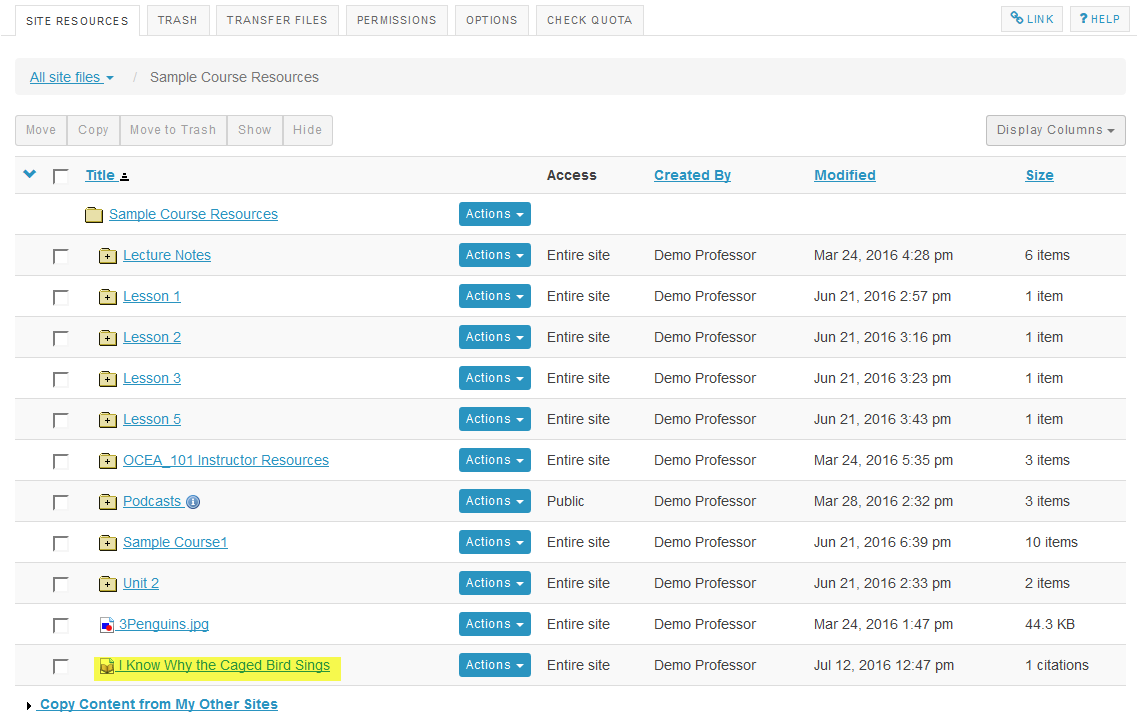 SITE RESOURCES TRASH TRANSFER FILES PERMISSIONS OPTIONS CHECK QUOTA LINK ? HELP
All site files / Sample Course Resources
Move Copy Move to Trash Show Hide Display Columns
Title Access Created By Modified Size
Sample Course Resources Actions
Lecture Notes Actions Entire site Demo Professor Mar 24, 2016 4:28 pm 6 items
Lesson 1 Actions Entire site Demo Professor Jun 21, 2016 2:57 pm 1 item
Lesson 2 Actions Entire site Demo Professor Jun 21, 2016 3:16 pm 1 item
Lesson 3 Actions Entire site Demo Professor Jun 21, 2016 3:23 pm 1 item
Lesson 5 Actions Entire site Demo Professor Jun 21, 2016 3:43 pm 1 item
OCEA_101 Instructor Resources Actions Entire site Demo Professor Mar 24, 2016 5:35 pm 3 items
Podcasts Actions Public Demo Professor Mar 28, 2016 2:32 pm 3 items
Sample Course1 Actions Entire site Demo Professor Jun 21, 2016 6:39 pm 10 items
Unit 2 Actions Entire site Demo Professor Jun 21, 2016 2:33 pm 2 items
3Penguins.jpg Actions Entire site Demo Professor Mar 24, 2016 1:47 pm 44.3 KB
I Know Why the Caged Bird Sings Actions Entire site Demo Professor Jul 12, 2016 12:47 pm 1 citations
Copy Content from My Other Sites